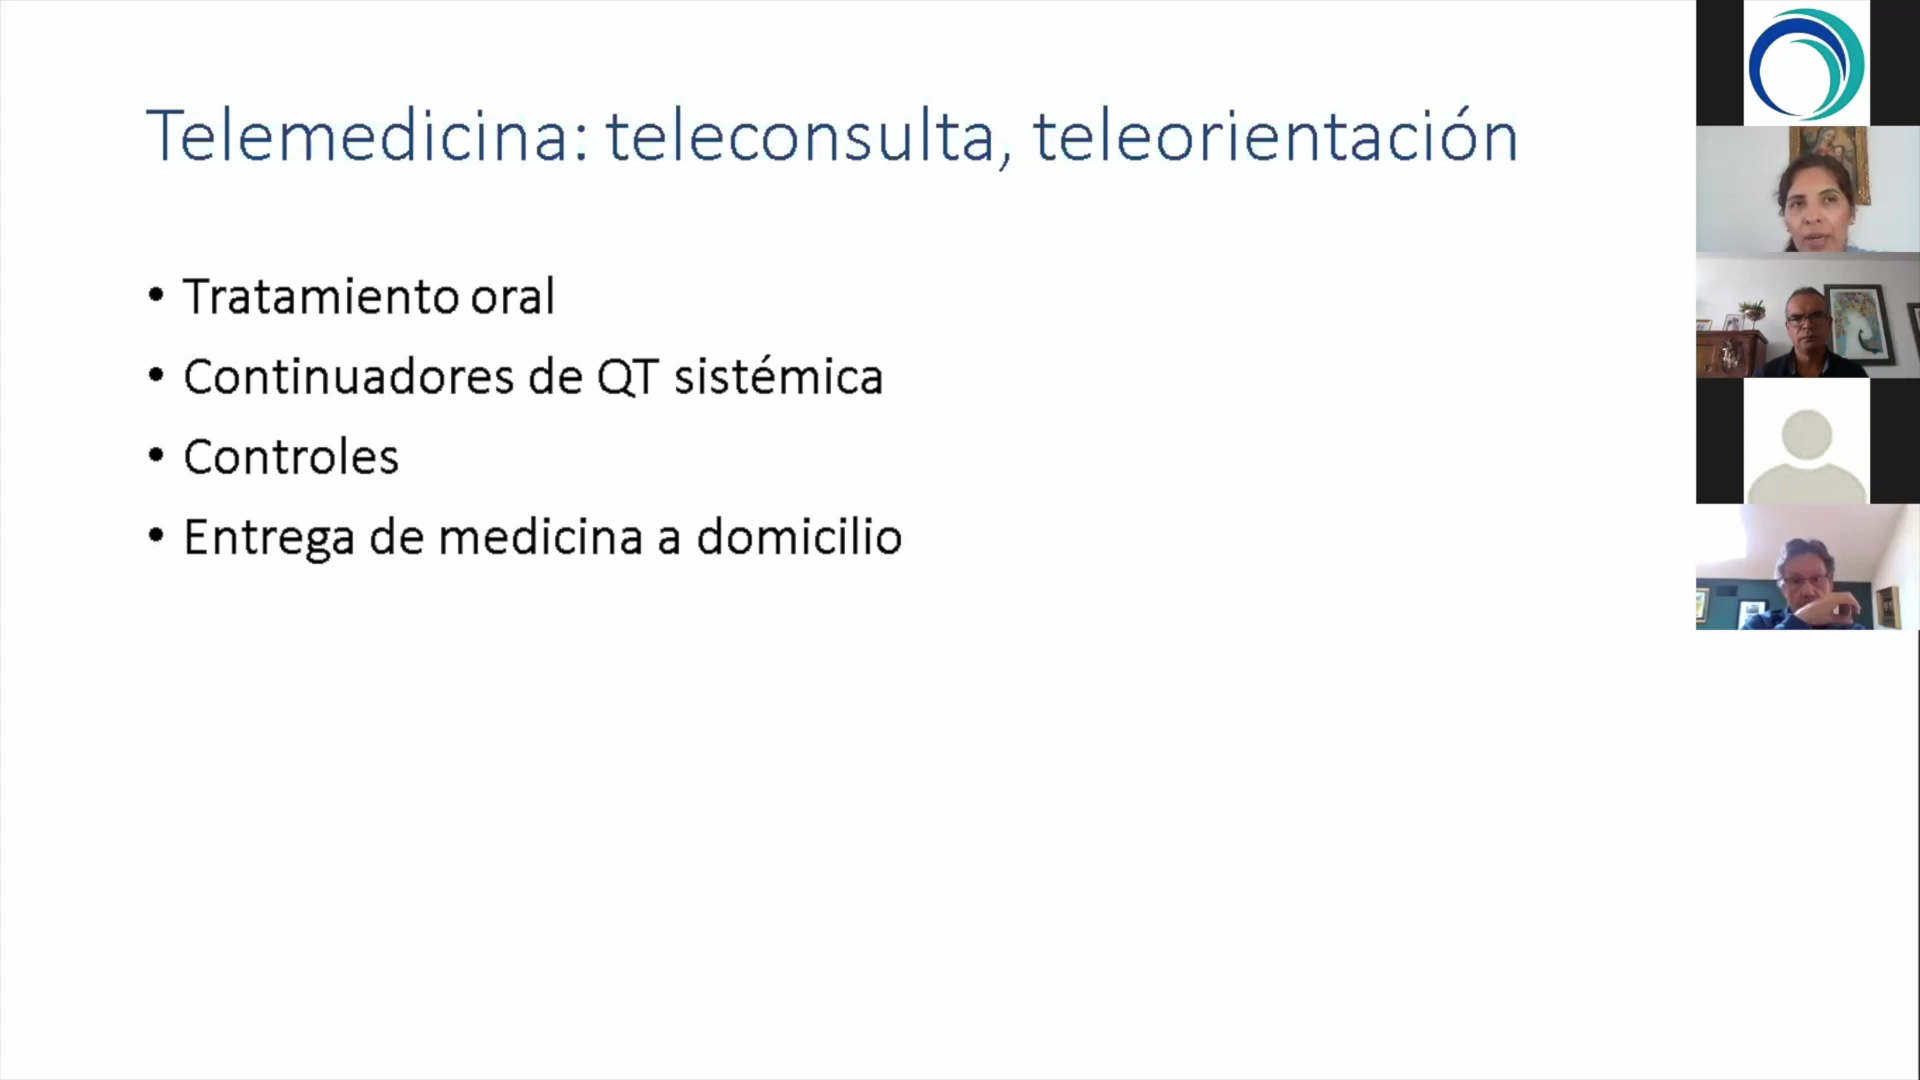 Telemedicina: teleconsulta, teleorientación
• Tratamiento oral
• Continuadores de QT sistémica
• Controles
• Entrega de medicina a domicilio